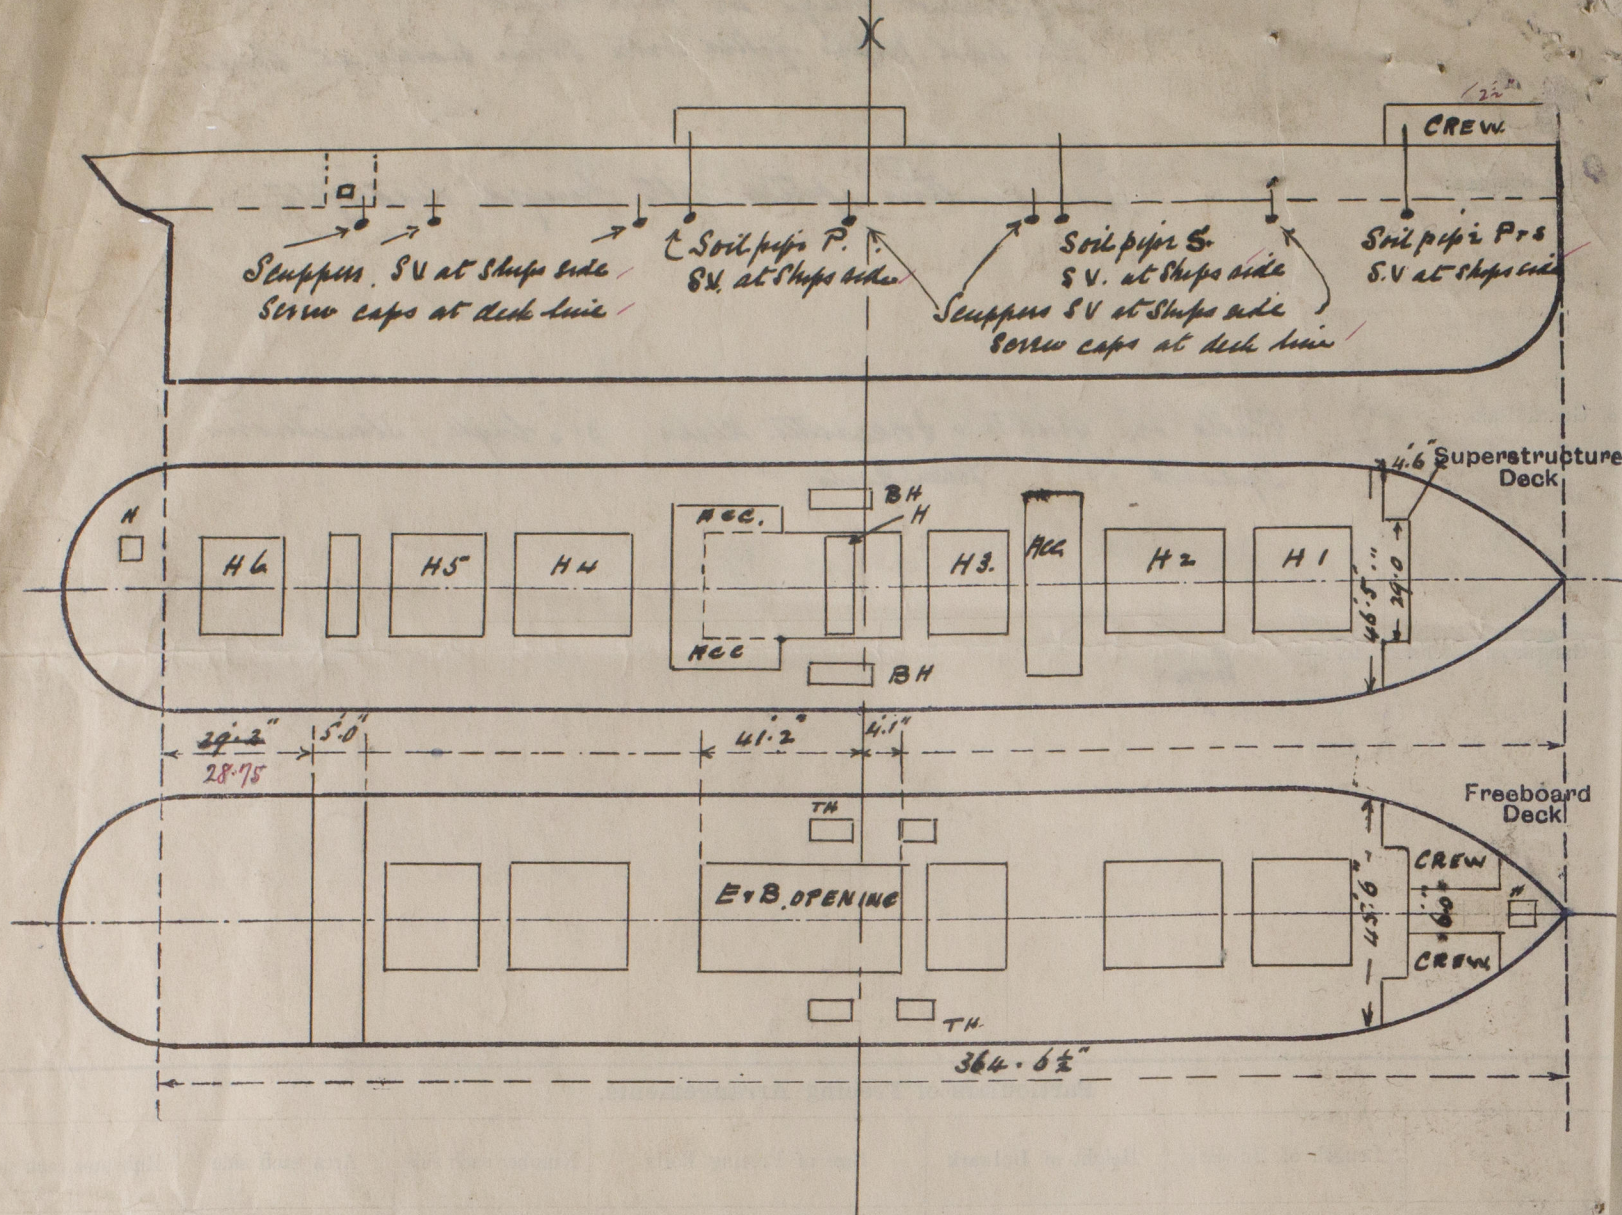 2½"
CREW
Soil pipe P.
S.V. at Ships side
Soil pipe S.
S V. at Ships side
Soil pipe P & S
S.V at Ships side
Scuppers. S V at Ships side
Screw caps at deck line
Scuppers S V at Ships side
Screw caps at deck line
4'.6"
Superstructure
Deck
H
BH
H
ACC.
H6
H5
H4
H3.
ACC
H2
H1
46'.5"
29'.0
ACC
BH
29'.2"
28.75
5'.0"
41'.2"
4'.1"
Freeboard
Deck
TH
E & B. OPENING
45'.6"
CREW
6'.0"
H
CREW
TH.
364.6½"